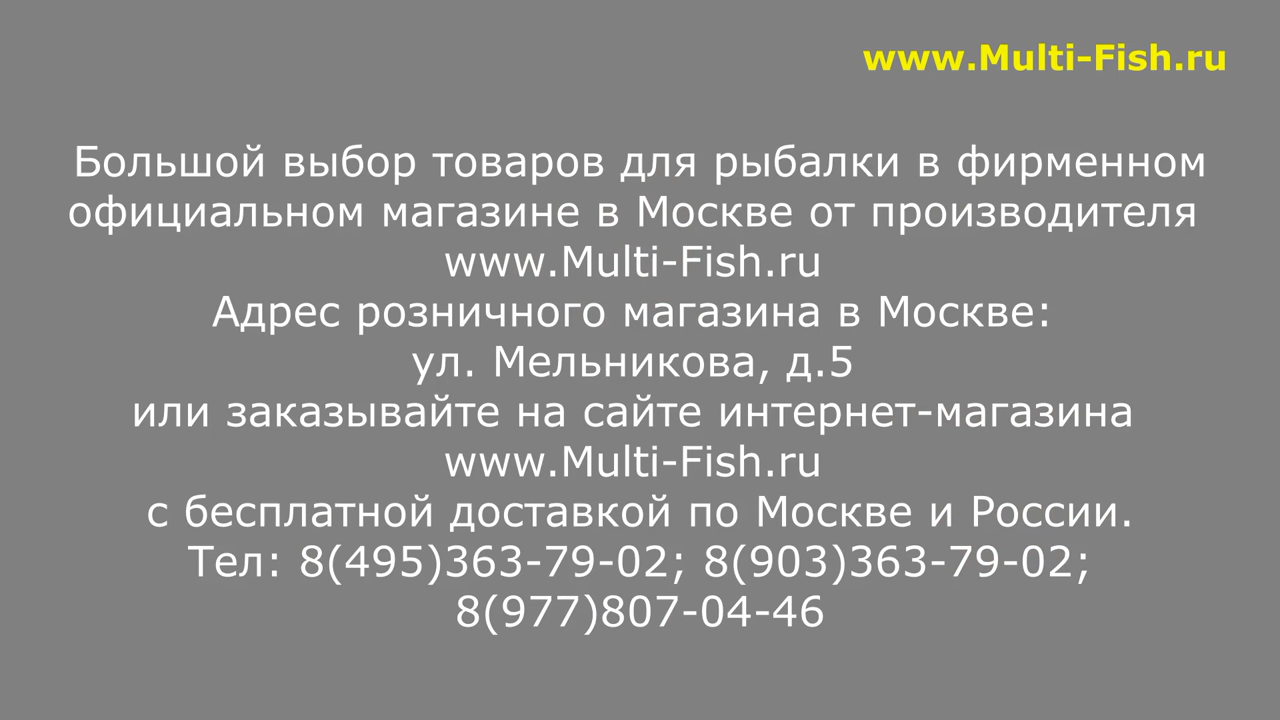 www.Multi-Fish.ru
Большой выбор товаров для рыбалки в фирменном
официальном магазине в Москве от производителя
www.Multi-Fish.ru
Адрес розничного магазина в Москве:
ул. Мельникова, д.5
или заказывайте на сайте интернет-магазина
www.Multi-Fish.ru
с бесплатной доставкой по Москве и России.
Тел: 8(495)363-79-02; 8(903)363-79-02;
8(977)807-04-46